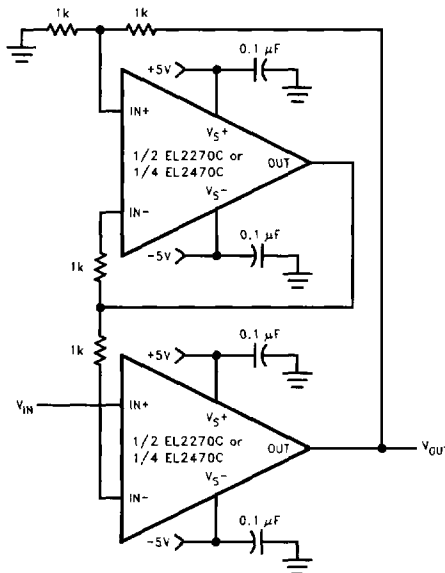 1k
1k
0.1 μF
+5V
IN+
VS+
1/2 EL2270C or
1/4 EL2470C
OUT
VS-
IN-
0.1 μF
-5V
1k
1k
0.1 μF
+5V
VIN
IN+
VS+
1/2 EL2270C or
1/4 EL2470C
OUT
VOUT
VS-
IN-
0.1 μF
-5V